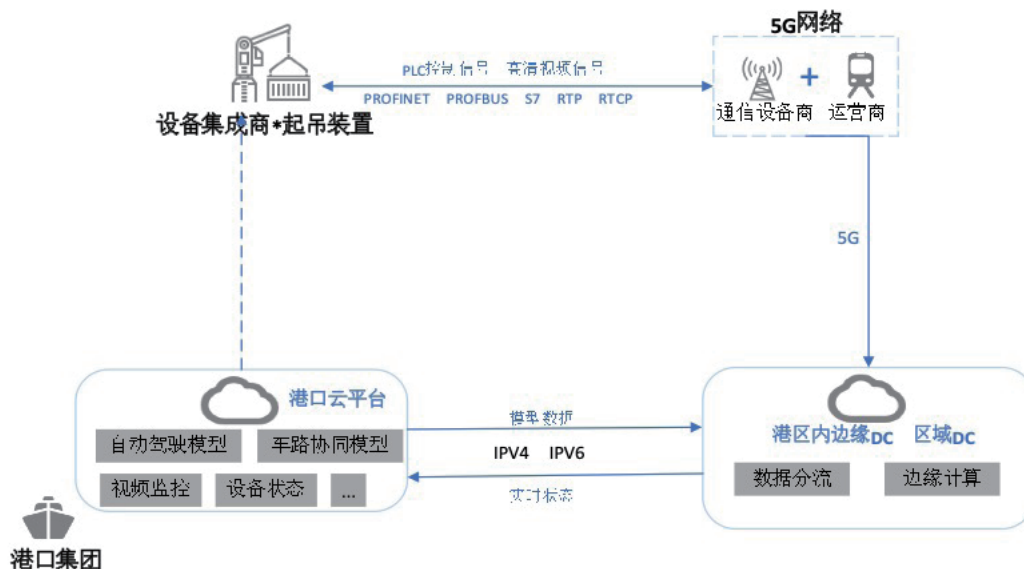 5G网络
PLC控制信号 高清视频信号
PROFINET PROFBUS S7 RTP RTCP
通信设备商 + 运营商
设备集成商*起吊装置
5G
港口云平台
自动驾驶模型 车路协同模型
视频监控 设备状态 ...
模型数据
IPV4 IPV6
实时状态
港区内边缘DC 区域DC
数据分流 边缘计算
港口集团